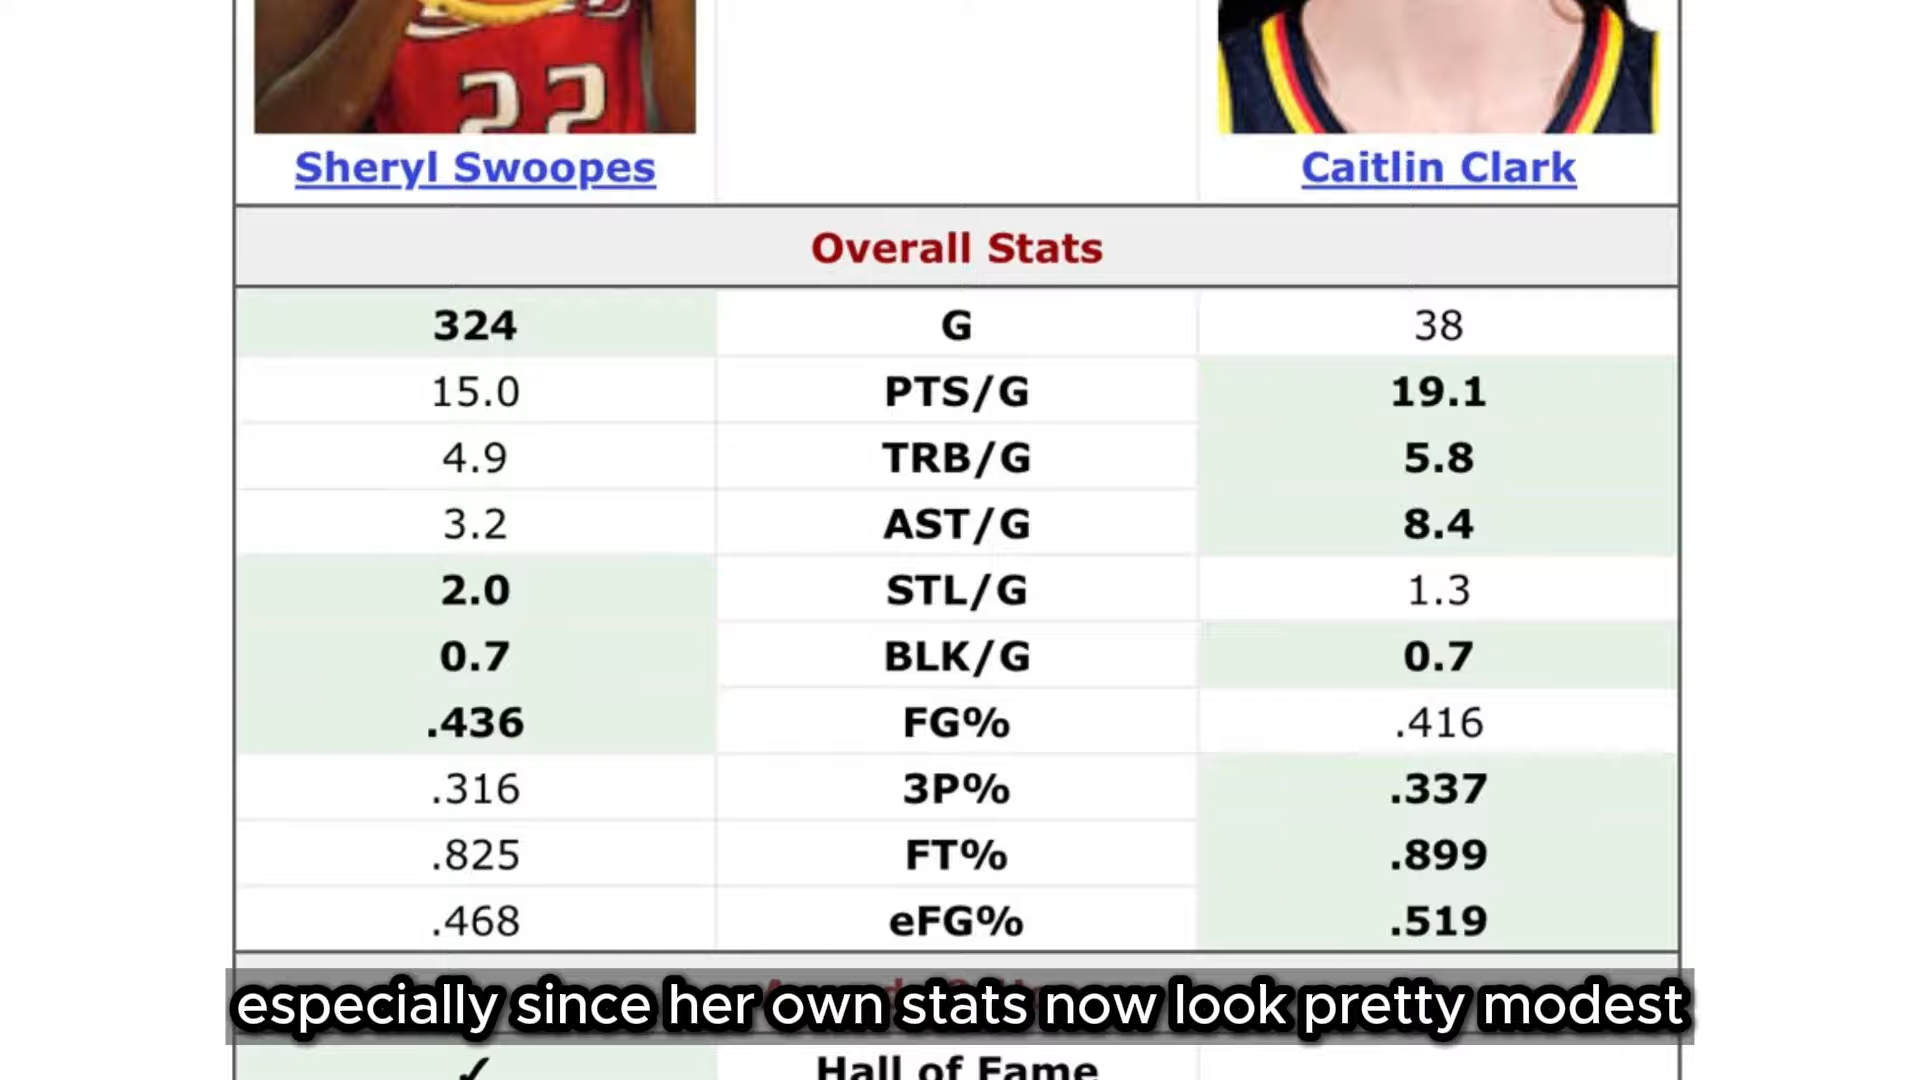 22
Sheryl Swoopes
Caitlin Clark
Overall Stats
324 G 38
15.0 PTS/G 19.1
4.9 TRB/G 5.8
3.2 AST/G 8.4
2.0 STL/G 1.3
0.7 BLK/G 0.7
.436 FG% .416
.316 3P% .337
.825 FT% .899
.468 eFG% .519
especially since her own stats now look pretty modest
✓ Hall of Fame